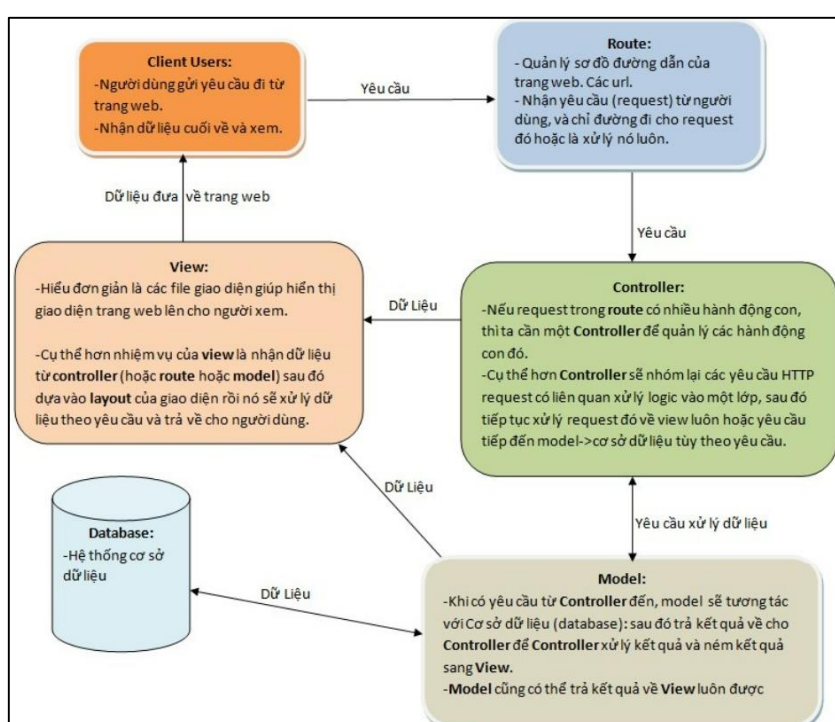 Client Users:
-Người dùng gửi yêu cầu đi từ
trang web.
-Nhận dữ liệu cuối về và xem.
Yêu cầu
Route:
- Quản lý sơ đồ đường dẫn của
trang web. Các url.
- Nhận yêu cầu (request) từ người
dùng, và chỉ đường đi cho request
đó hoặc là xử lý nó luôn.
Dữ liệu đưa về trang web
Yêu cầu
View:
-Hiểu đơn giản là các file giao diện giúp hiển thị
giao diện trang web lên cho người xem.
-Cụ thể hơn nhiệm vụ của view là nhận dữ liệu
từ controller (hoặc route hoặc model) sau đó
dựa vào layout của giao diện rồi nó sẽ xử lý dữ
liệu theo yêu cầu và trả về cho người dùng.
Dữ Liệu
Controller:
-Nếu request trong route có nhiều hành động con,
thì ta cần một Controller để quản lý các hành động
con đó.
-Cụ thể hơn Controller sẽ nhóm lại các yêu cầu HTTP
request có liên quan xử lý logic vào một lớp, sau đó
tiếp tục xử lý request đó về view luôn hoặc yêu cầu
tiếp đến model->cơ sở dữ liệu tùy theo yêu cầu.
Dữ Liệu
Yêu cầu xử lý dữ liệu
Database:
-Hệ thống cơ sở
dữ liệu
Dữ Liệu
Model:
-Khi có yêu cầu từ Controller đến, model sẽ tương tác
với Cơ sở dữ liệu (database): sau đó trả kết quả về cho
Controller để Controller xử lý kết quả và ném kết quả
sang View.
-Model cũng có thể trả kết quả về View luôn được